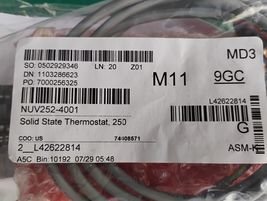 MD3
SO: 0502929346 LN: 20 Z01
DN: 1103286623
PO: 7000256325
M11 9GC
L42622814
NUV252-4001
Solid State Thermostat, 250
G
COO: US 74408571
2__L42622814
ASM-K
A5C Bin:10192 07/29 05:48